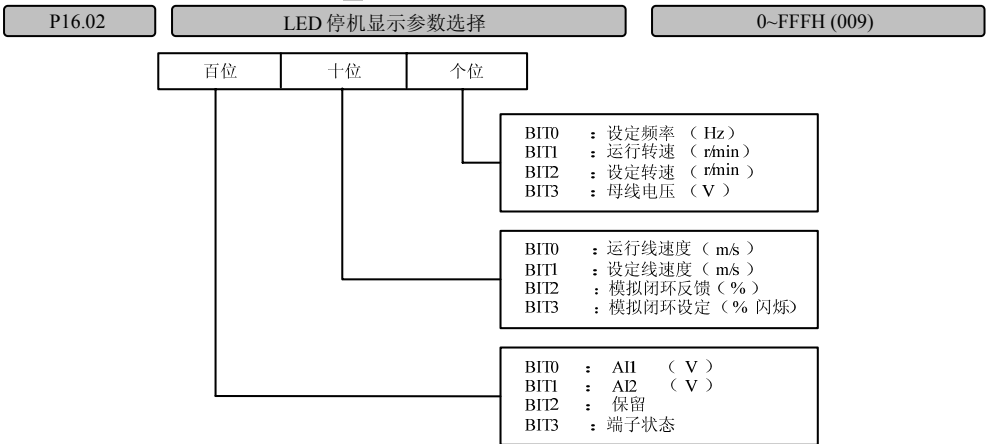 P16.02 LED 停机显示参数选择 0~FFFH (009)
百位 十位 个位
BIT0 ：设定频率（Hz）
BIT1 ：运行转速（r/min）
BIT2 ：设定转速（r/min）
BIT3 ：母线电压（V）
BIT0 ：运行线速度（m/s）
BIT1 ：设定线速度（m/s）
BIT2 ：模拟闭环反馈（%）
BIT3 ：模拟闭环设定（% 闪烁）
BIT0 ： AI1 （V）
BIT1 ： AI2 （V）
BIT2 ： 保留
BIT3 ：端子状态